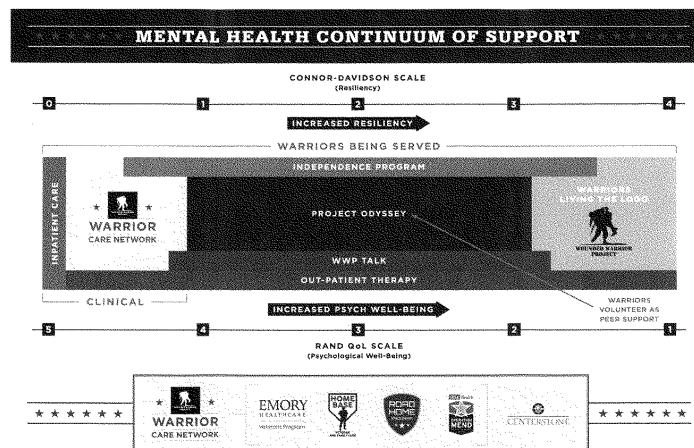 MENTAL HEALTH CONTINUUM OF SUPPORT
CONNOR-DAVIDSON SCALE
(Resiliency)
0 1 2 3 4
INCREASED RESILIENCY
WARRIORS BEING SERVED
INDEPENDENCE PROGRAM
INPATIENT CARE
WARRIOR
CARE NETWORK
PROJECT ODYSSEY
WARRIORS
LIVING THE LOGO
WOUNDED WARRIOR
PROJECT
WWP TALK
OUT-PATIENT THERAPY
CLINICAL
INCREASED PSYCH WELL-BEING
WARRIORS
VOLUNTEER AS
PEER SUPPORT
5 4 3 2 1
RAND QoL SCALE
(Psychological Well-Being)
WARRIOR
CARE NETWORK
EMORY
HEALTHCARE
Veterans Program
HOME
BASE
ROAD
HOME
PROGRAM
Health
OPERATION
MEND
CENTERSTONE